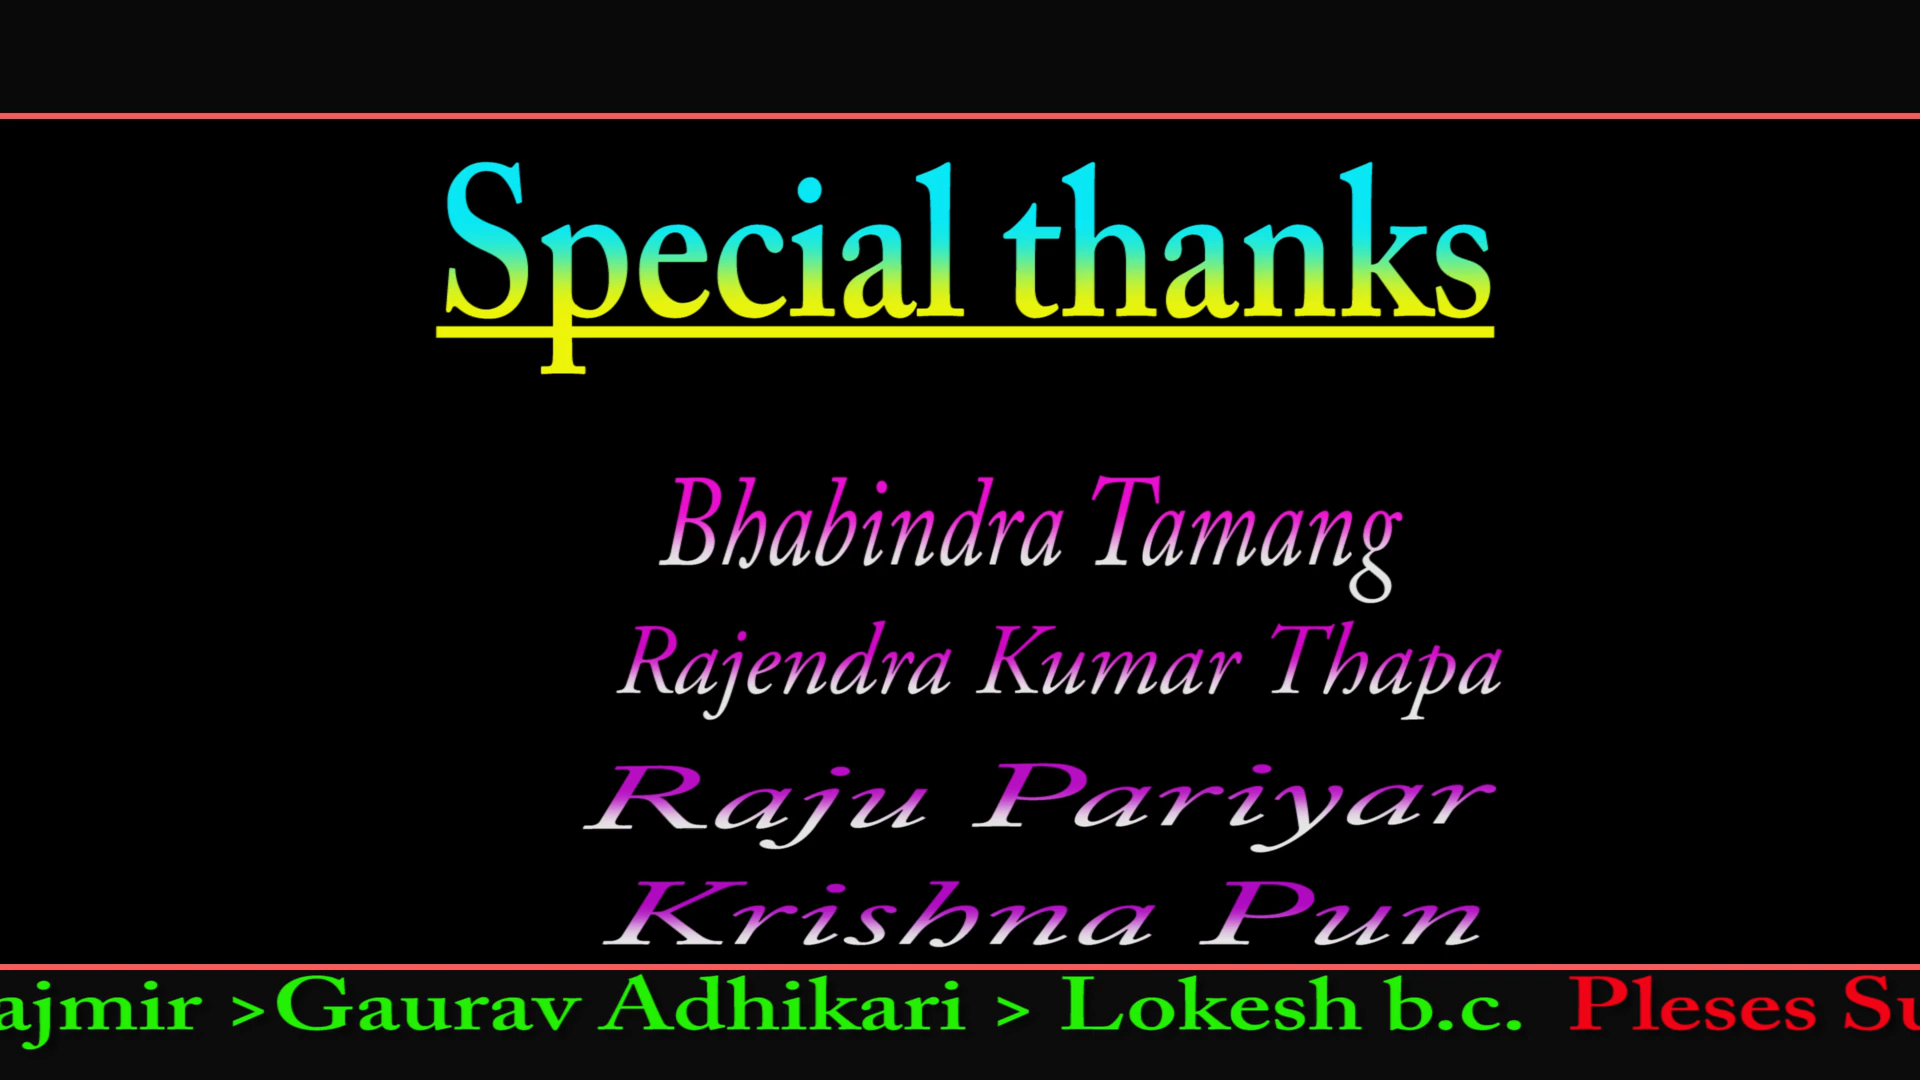 Special thanks
Bhabindra Tamang
Rajendra Kumar Thapa
Raju Pariyar
Krishna Pun
ajmir >Gaurav Adhikari > Lokesh b.c. Pleses Su